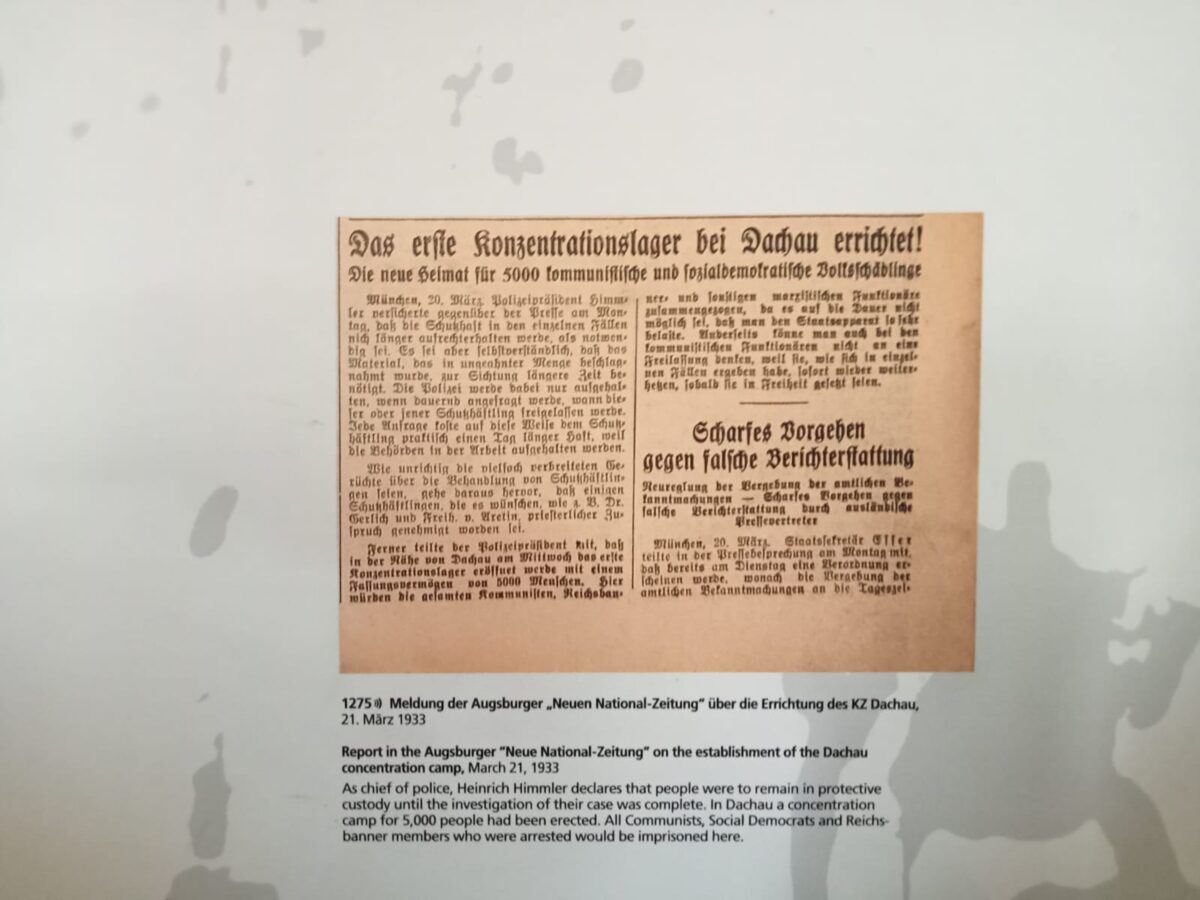 Das erste Konzentrationslager bei Dachau errichtet!
Die neue Heimat für 5000 kommunistische und sozialdemokratische Volksschädlinge
München, 20. März. Polizeipräsident Himm-
ler versicherte gegenüber der Presse am Mon-
tag, daß die Schutzhaft in den einzelnen Fällen
nich länger aufrechterhalten werde, als notwen-
dig sei. Es sei aber selbstverständlich, daß das
Material, das in ungeahnter Menge beschlag-
nahmt wurde, zur Sichtung längere Zeit be-
nötigt. Die Polizei werde dabei nur aufgehal-
ten, wenn dauernd angefragt werde, wann die-
ser oder jener Schutzhäftling freigelassen werde.
Jede Anfrage koste auf diese Weise dem Schutz-
häftling praktisch einen Tag länger Haft, weil
die Behörden in der Arbeit aufgehalten werden.
Wie unrichtig die vielfach verbreiteten Ge-
rüchte über die Behandlung von Schutzhäftlin-
gen seien, gehe daraus hervor, daß einigen
Schutzhäftlingen, die es wünschen, wie z. B. Dr.
Gerlich und Freih. v. Aretin, priesterlicher Zu-
spruch genehmigt worden sei.
Ferner teilte der Polizeipräsident mit, daß
in der Nähe von Dachau am Mittwoch das erste
Konzentrationslager eröffnet werde mit einem
Fassungsvermögen von 5000 Menschen. Hier
würden die gesamten Kommunisten, Reichsban-
ner- und sonstigen marxistischen Funktionäre
zusammengezogen, da es auf die Dauer nicht
möglich sei, daß man den Staatsapparat so sehr
belaste. Anderseits könne man auch bei den
kommunistischen Funktionären nicht an eine
Freilassung denken, weil sie, wie sich in einzel-
nen Fällen ergeben habe, sofort wieder weiter-
hetzen, sobald sie in Freiheit gesetzt seien.
Scharfes Vorgehen
gegen falsche Berichterstattung
Neureglung der Vergebung der amtlichen Be-
kanntmachungen — Scharfes Vorgehen gegen
falsche Berichterstattung durch ausländische
Pressevertreter
München, 20. März. Staatssekretär Esser
teilte in der Pressebesprechung am Montag mit,
daß bereits am Dienstag eine Verordnung er-
scheinen werde, wonach die Vergebung der
amtlichen Bekanntmachungen an die Tageszei-
1275 Meldung der Augsburger „Neuen National-Zeitung“ über die Errichtung des KZ Dachau,
21. März 1933
Report in the Augsburger "Neue National-Zeitung" on the establishment of the Dachau
concentration camp, March 21, 1933
As chief of police, Heinrich Himmler declares that people were to remain in protective
custody until the investigation of their case was complete. In Dachau a concentration
camp for 5,000 people had been erected. All Communists, Social Democrats and Reichs-
banner members who were arrested would be imprisoned here.